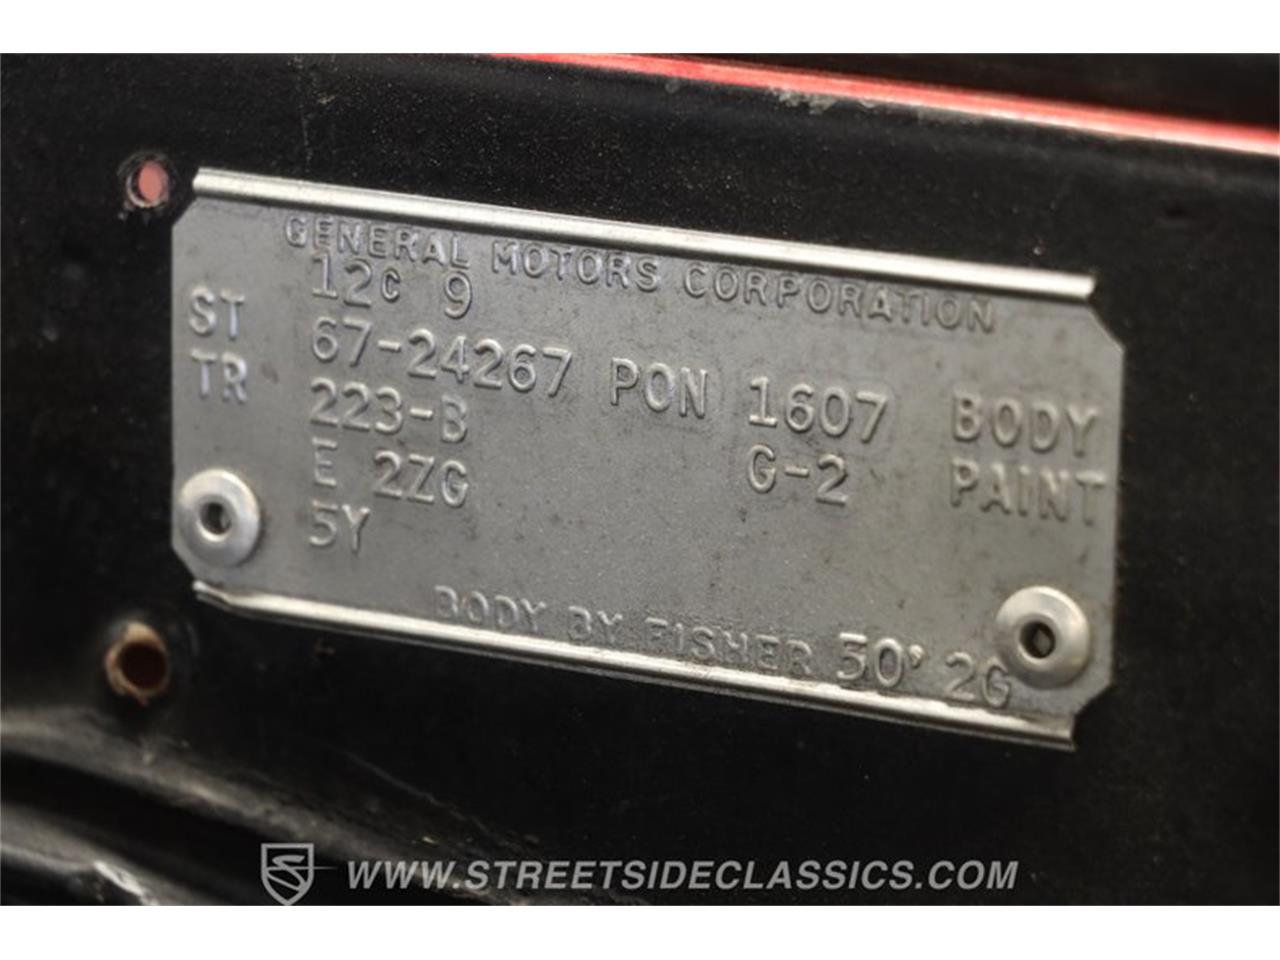 GENERAL MOTORS CORPORATION
12C 9
ST 67-24267 PON 1607 BODY
TR 223-B G-2 PAINT
E 2ZG
5Y
BODY BY FISHER 30' 2G
WWW.STREETSIDECLASSICS.COM